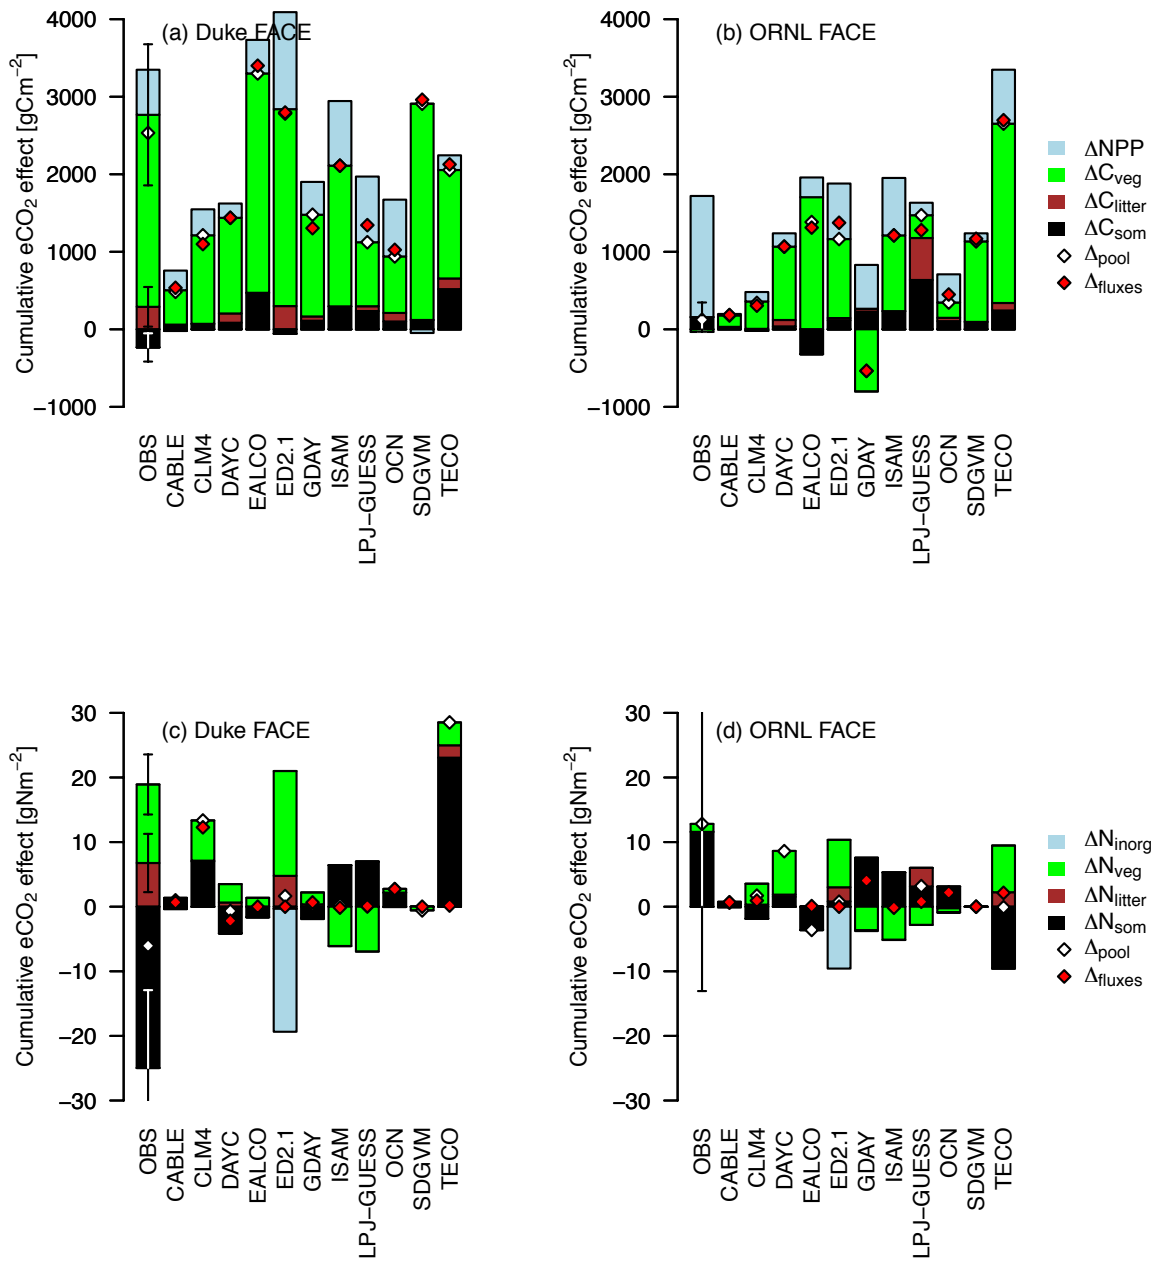 (a) Duke FACE
Cumulative eCO₂ effect [gCm⁻²]
4000
3000
2000
1000
0
−1000
OBS
CABLE
CLM4
DAYC
EALCO
ED2.1
GDAY
ISAM
LPJ−GUESS
OCN
SDGVM
TECO
(b) ORNL FACE
Cumulative eCO₂ effect [gCm⁻²]
4000
3000
2000
1000
0
−1000
OBS
CABLE
CLM4
DAYC
EALCO
ED2.1
GDAY
ISAM
LPJ−GUESS
OCN
SDGVM
TECO
ΔNPP
ΔCveg
ΔClitter
ΔCsom
Δpool
Δfluxes
(c) Duke FACE
Cumulative eCO₂ effect [gNm⁻²]
30
20
10
0
−10
−20
−30
OBS
CABLE
CLM4
DAYC
EALCO
ED2.1
GDAY
ISAM
LPJ−GUESS
OCN
SDGVM
TECO
(d) ORNL FACE
Cumulative eCO₂ effect [gNm⁻²]
30
20
10
0
−10
−20
−30
OBS
CABLE
CLM4
DAYC
EALCO
ED2.1
GDAY
ISAM
LPJ−GUESS
OCN
SDGVM
TECO
ΔNinorg
ΔNveg
ΔNlitter
ΔNsom
Δpool
Δfluxes